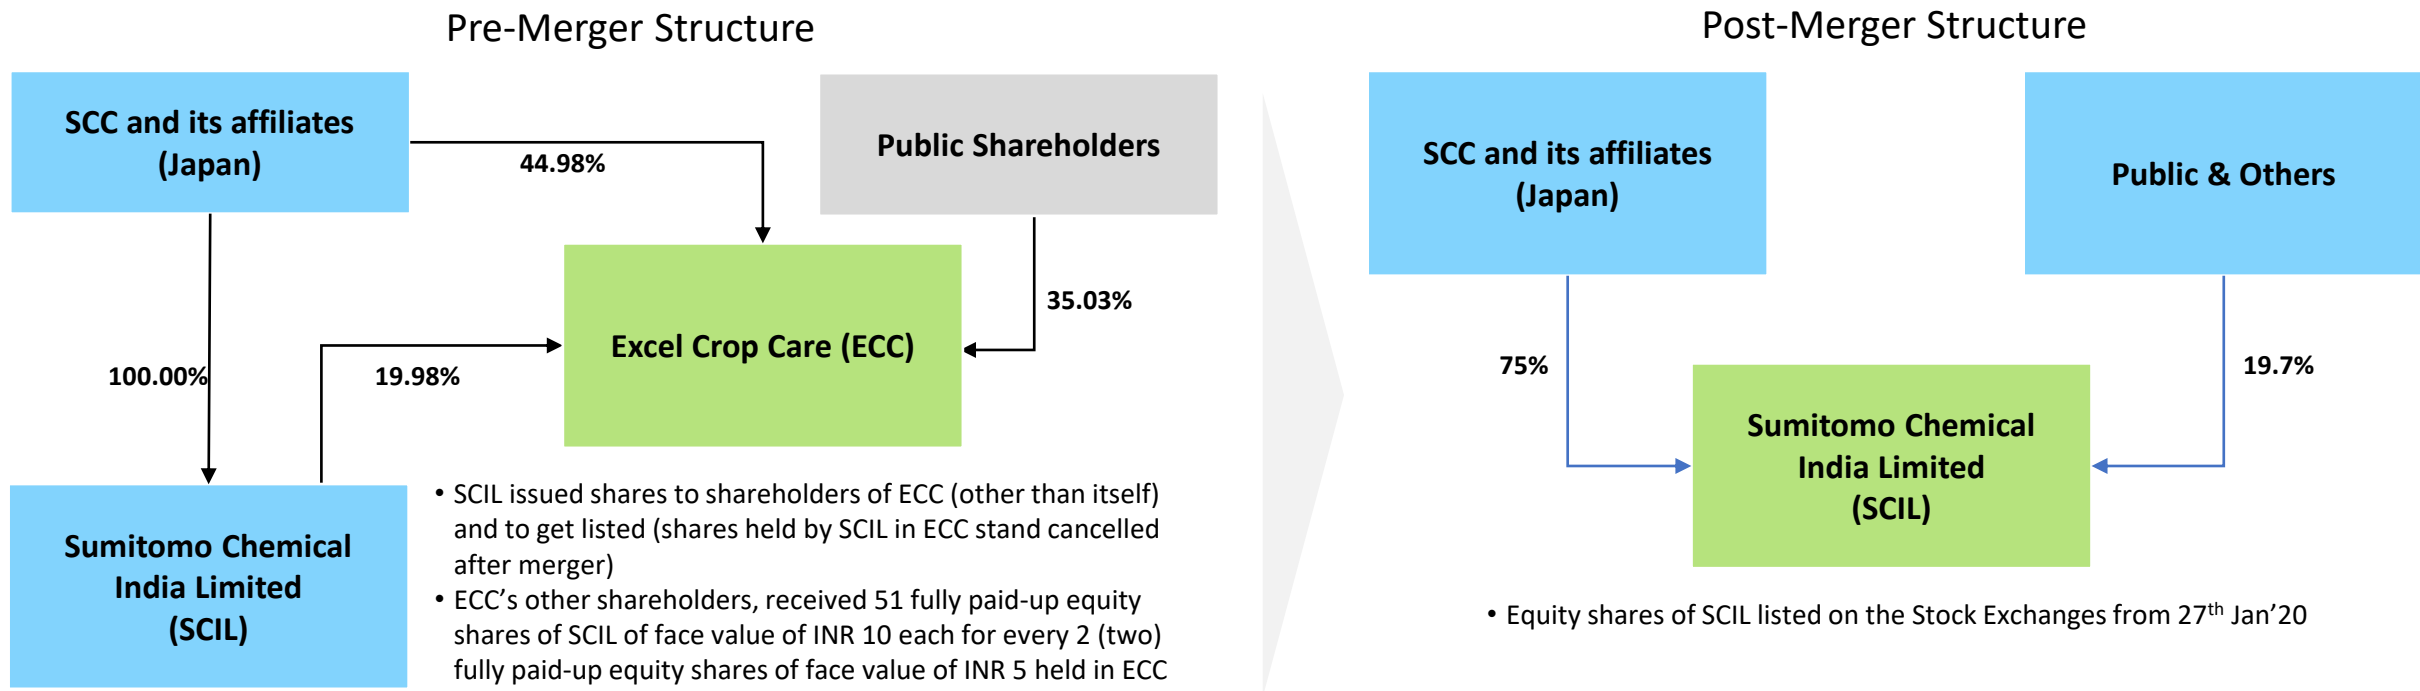 Pre-Merger Structure
SCC and its affiliates
(Japan)
44.98%
Public Shareholders
35.03%
Excel Crop Care (ECC)
100.00%
19.98%
Sumitomo Chemical
India Limited
(SCIL)
• SCIL issued shares to shareholders of ECC (other than itself)
and to get listed (shares held by SCIL in ECC stand cancelled
after merger)
• ECC’s other shareholders, received 51 fully paid-up equity
shares of SCIL of face value of INR 10 each for every 2 (two)
fully paid-up equity shares of face value of INR 5 held in ECC
Post-Merger Structure
SCC and its affiliates
(Japan)
Public & Others
75%
19.7%
Sumitomo Chemical
India Limited
(SCIL)
• Equity shares of SCIL listed on the Stock Exchanges from 27th Jan’20